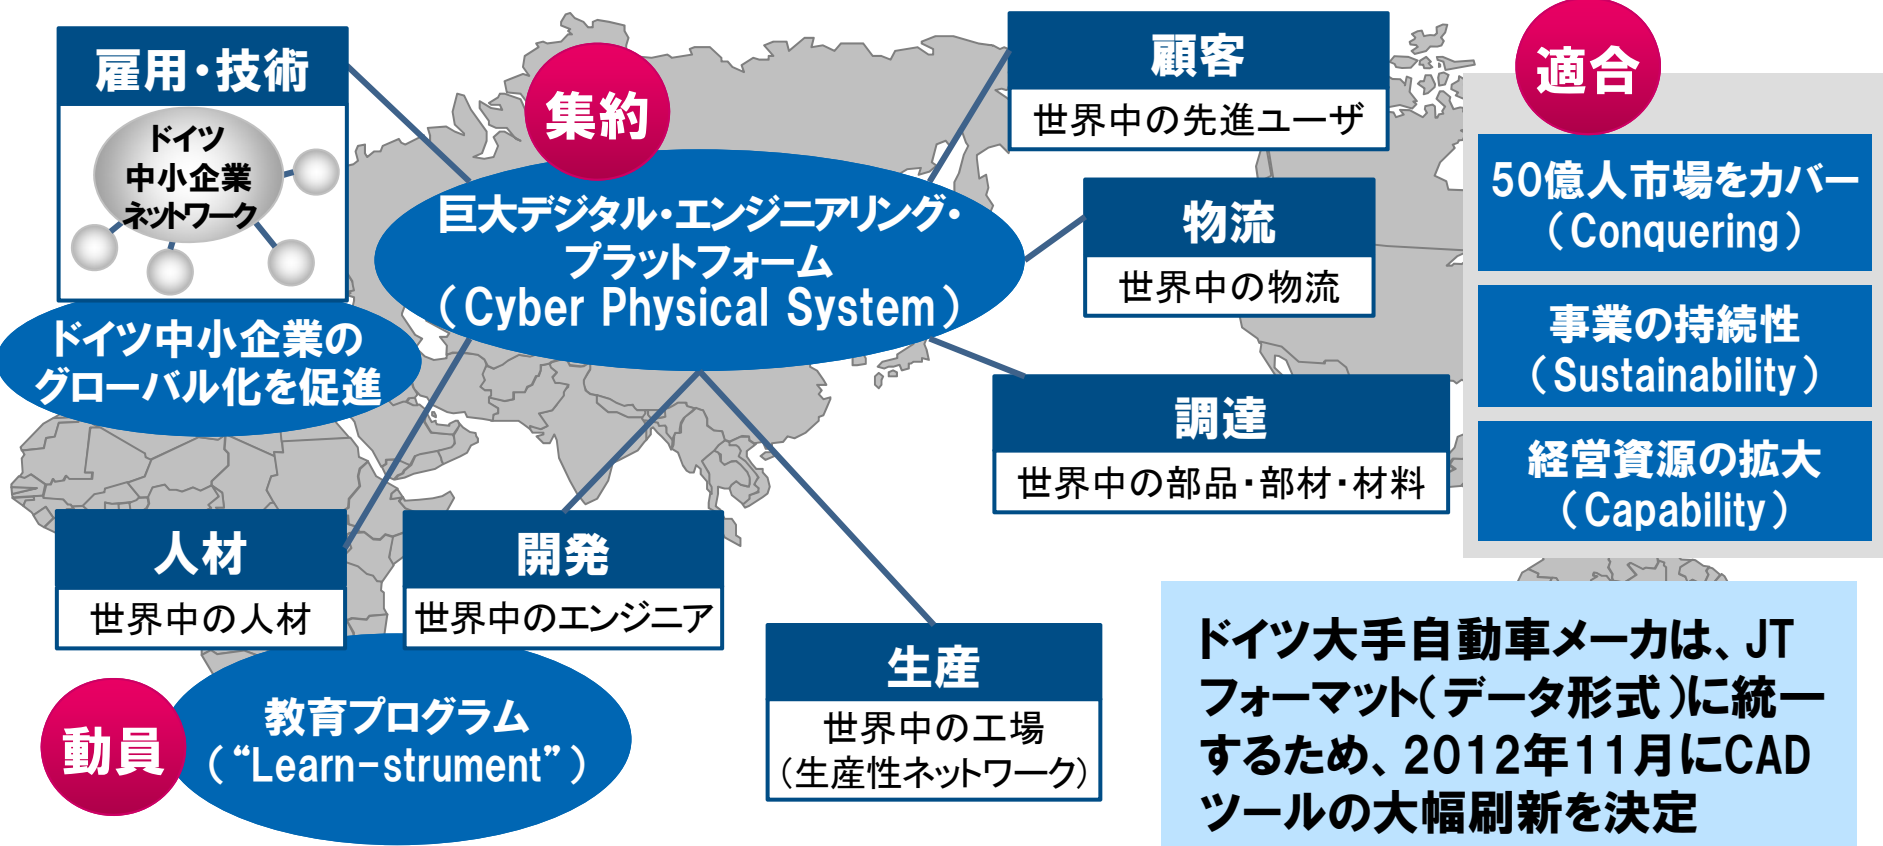 雇用・技術
ドイツ
中小企業
ネットワーク
ドイツ中小企業の
グローバル化を促進
集約
巨大デジタル・エンジニアリング・
プラットフォーム
（Cyber Physical System）
顧客
世界中の先進ユーザ
物流
世界中の物流
調達
世界中の部品・部材・材料
人材
世界中の人材
開発
世界中のエンジニア
生産
世界中の工場
（生産性ネットワーク）
動員
教育プログラム
（“Learn-strument”）
適合
50億人市場をカバー
（Conquering）
事業の持続性
（Sustainability）
経営資源の拡大
（Capability）
ドイツ大手自動車メーカは、JT
フォーマット（データ形式）に統一
するため、2012年11月にCAD
ツールの大幅刷新を決定